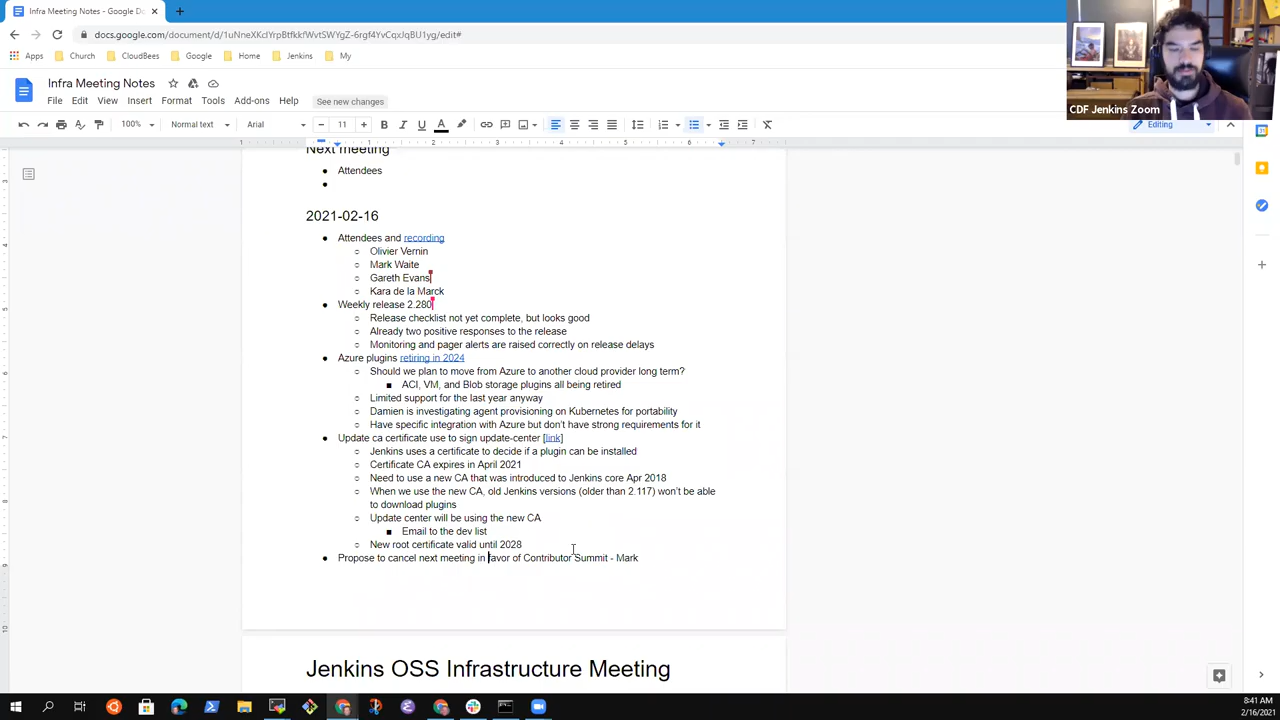 Infra Meeting Notes - Google Do
docs.google.com/document/d/1uNneXKclYrpBtfkkfWvtSWYgZ-6rgf4YvCqxJqBU1yg/edit#
Apps
Church
CloudBees
Google
Home
Jenkins
My
CDF Jenkins Zoom
Infra Meeting Notes
File
Edit
View
Insert
Format
Tools
Add-ons
Help
See new changes
100%
Normal text
Arial
11
Editing
Next meeting
Attendees
2021-02-16
Attendees and recording
Olivier Vernin
Mark Waite
Gareth Evans
Kara de la Marck
Weekly release 2.280
Release checklist not yet complete, but looks good
Already two positive responses to the release
Monitoring and pager alerts are raised correctly on release delays
Azure plugins retiring in 2024
Should we plan to move from Azure to another cloud provider long term?
ACI, VM, and Blob storage plugins all being retired
Limited support for the last year anyway
Damien is investigating agent provisioning on Kubernetes for portability
Have specific integration with Azure but don't have strong requirements for it
Update ca certificate use to sign update-center [link]
Jenkins uses a certificate to decide if a plugin can be installed
Certificate CA expires in April 2021
Need to use a new CA that was introduced to Jenkins core Apr 2018
When we use the new CA, old Jenkins versions (older than 2.117) won't be able
to download plugins
Update center will be using the new CA
Email to the dev list
New root certificate valid until 2028
Propose to cancel next meeting in favor of Contributor Summit - Mark
Jenkins OSS Infrastructure Meeting
8:41 AM
2/16/2021